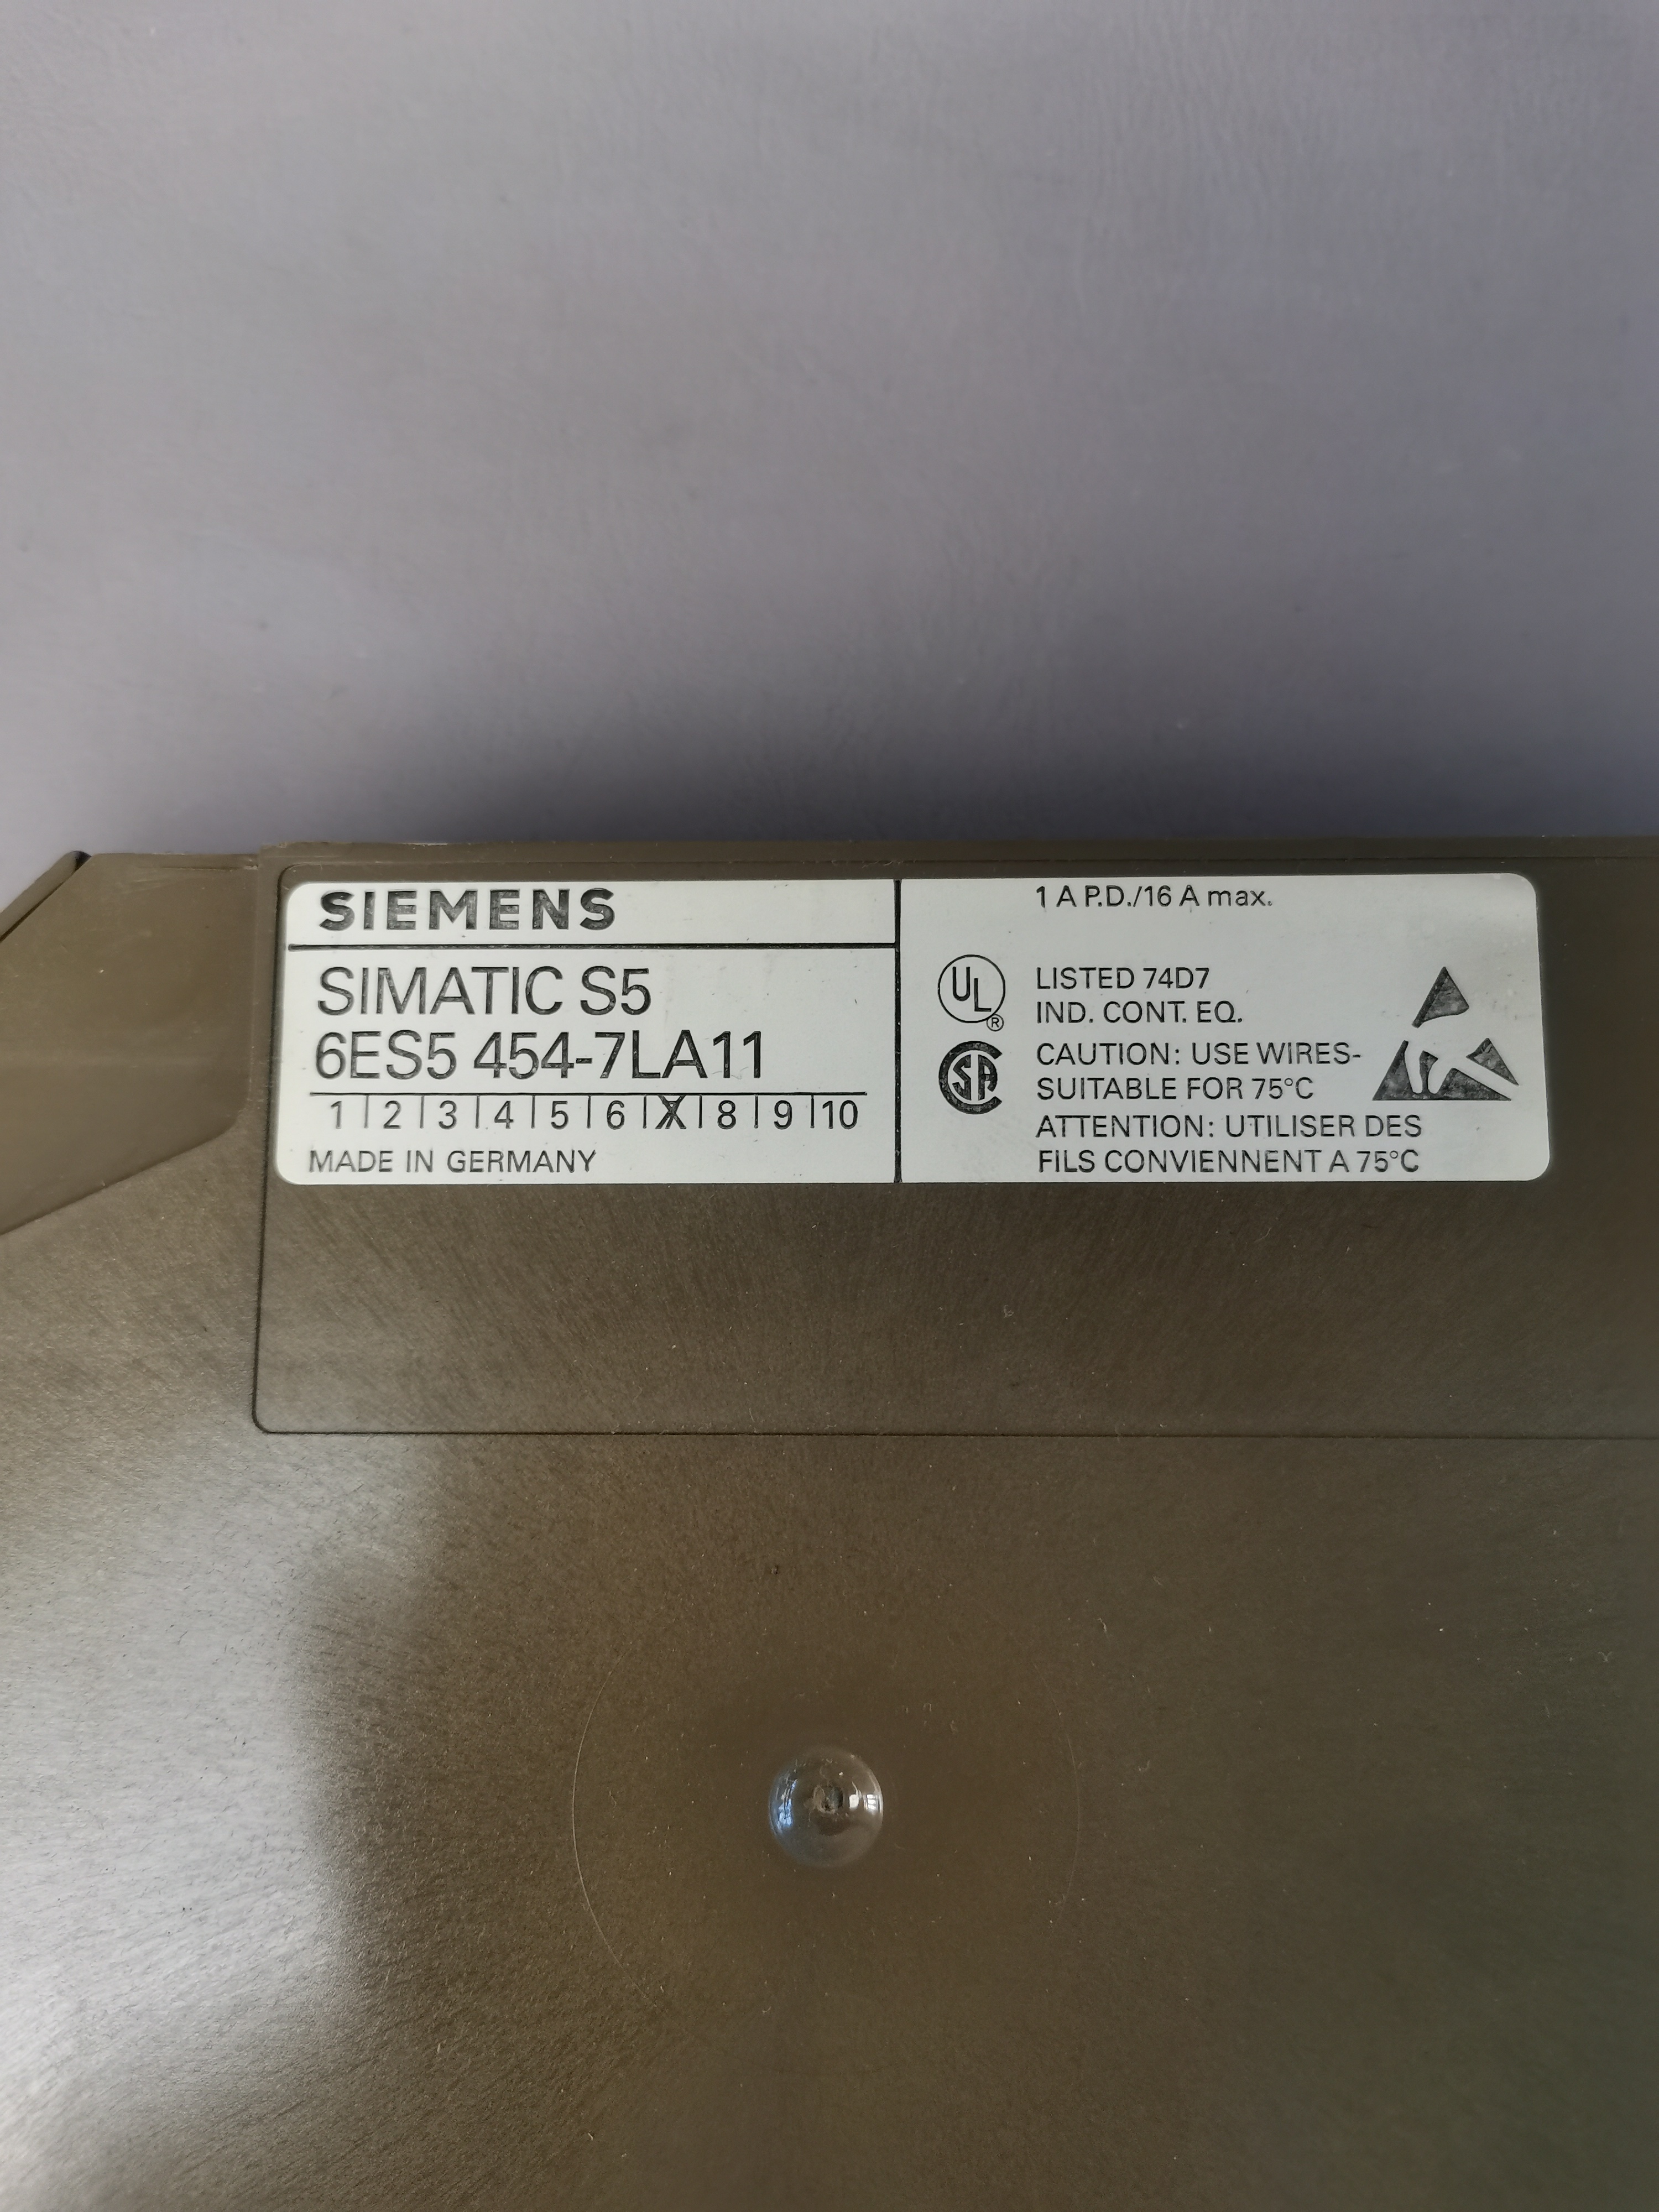 SIEMENS
SIMATIC S5
6ES5 454-7LA11
1 | 2 | 3 | 4 | 5 | 6 | X | 8 | 9 | 10
MADE IN GERMANY
1 A P.D./16 A max.
UL ®
LISTED 74D7
IND. CONT. EQ.
SA
CAUTION: USE WIRES-
SUITABLE FOR 75°C
ATTENTION: UTILISER DES
FILS CONVIENNENT A 75°C